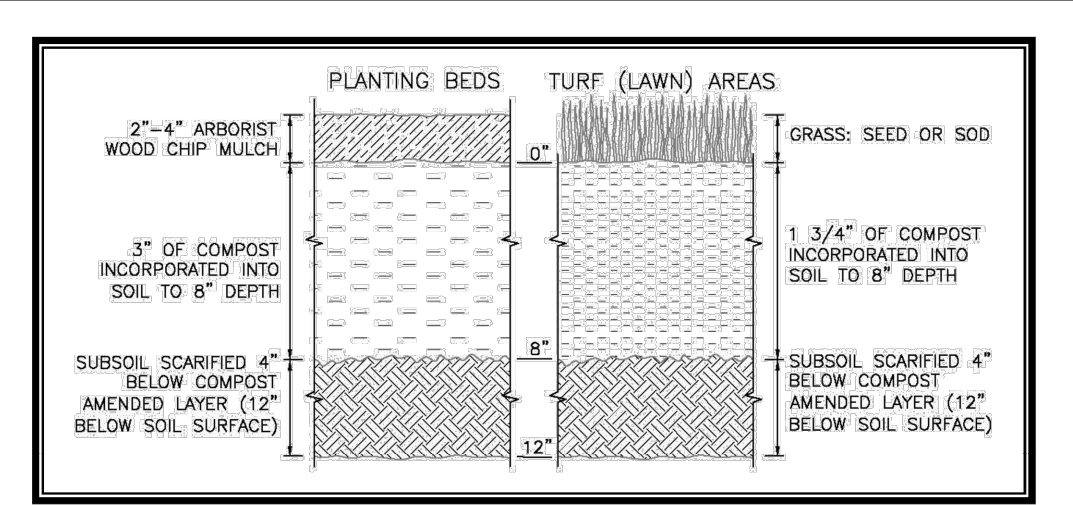 PLANTING BEDS
TURF (LAWN) AREAS
2"-4" ARBORIST
WOOD CHIP MULCH
3" OF COMPOST
INCORPORATED INTO
SOIL TO 8" DEPTH
SUBSOIL SCARIFIED 4"
BELOW COMPOST
AMENDED LAYER (12"
BELOW SOIL SURFACE)
0"
8"
12"
GRASS: SEED OR SOD
1 3/4" OF COMPOST
INCORPORATED INTO
SOIL TO 8" DEPTH
SUBSOIL SCARIFIED 4"
BELOW COMPOST
AMENDED LAYER (12"
BELOW SOIL SURFACE)